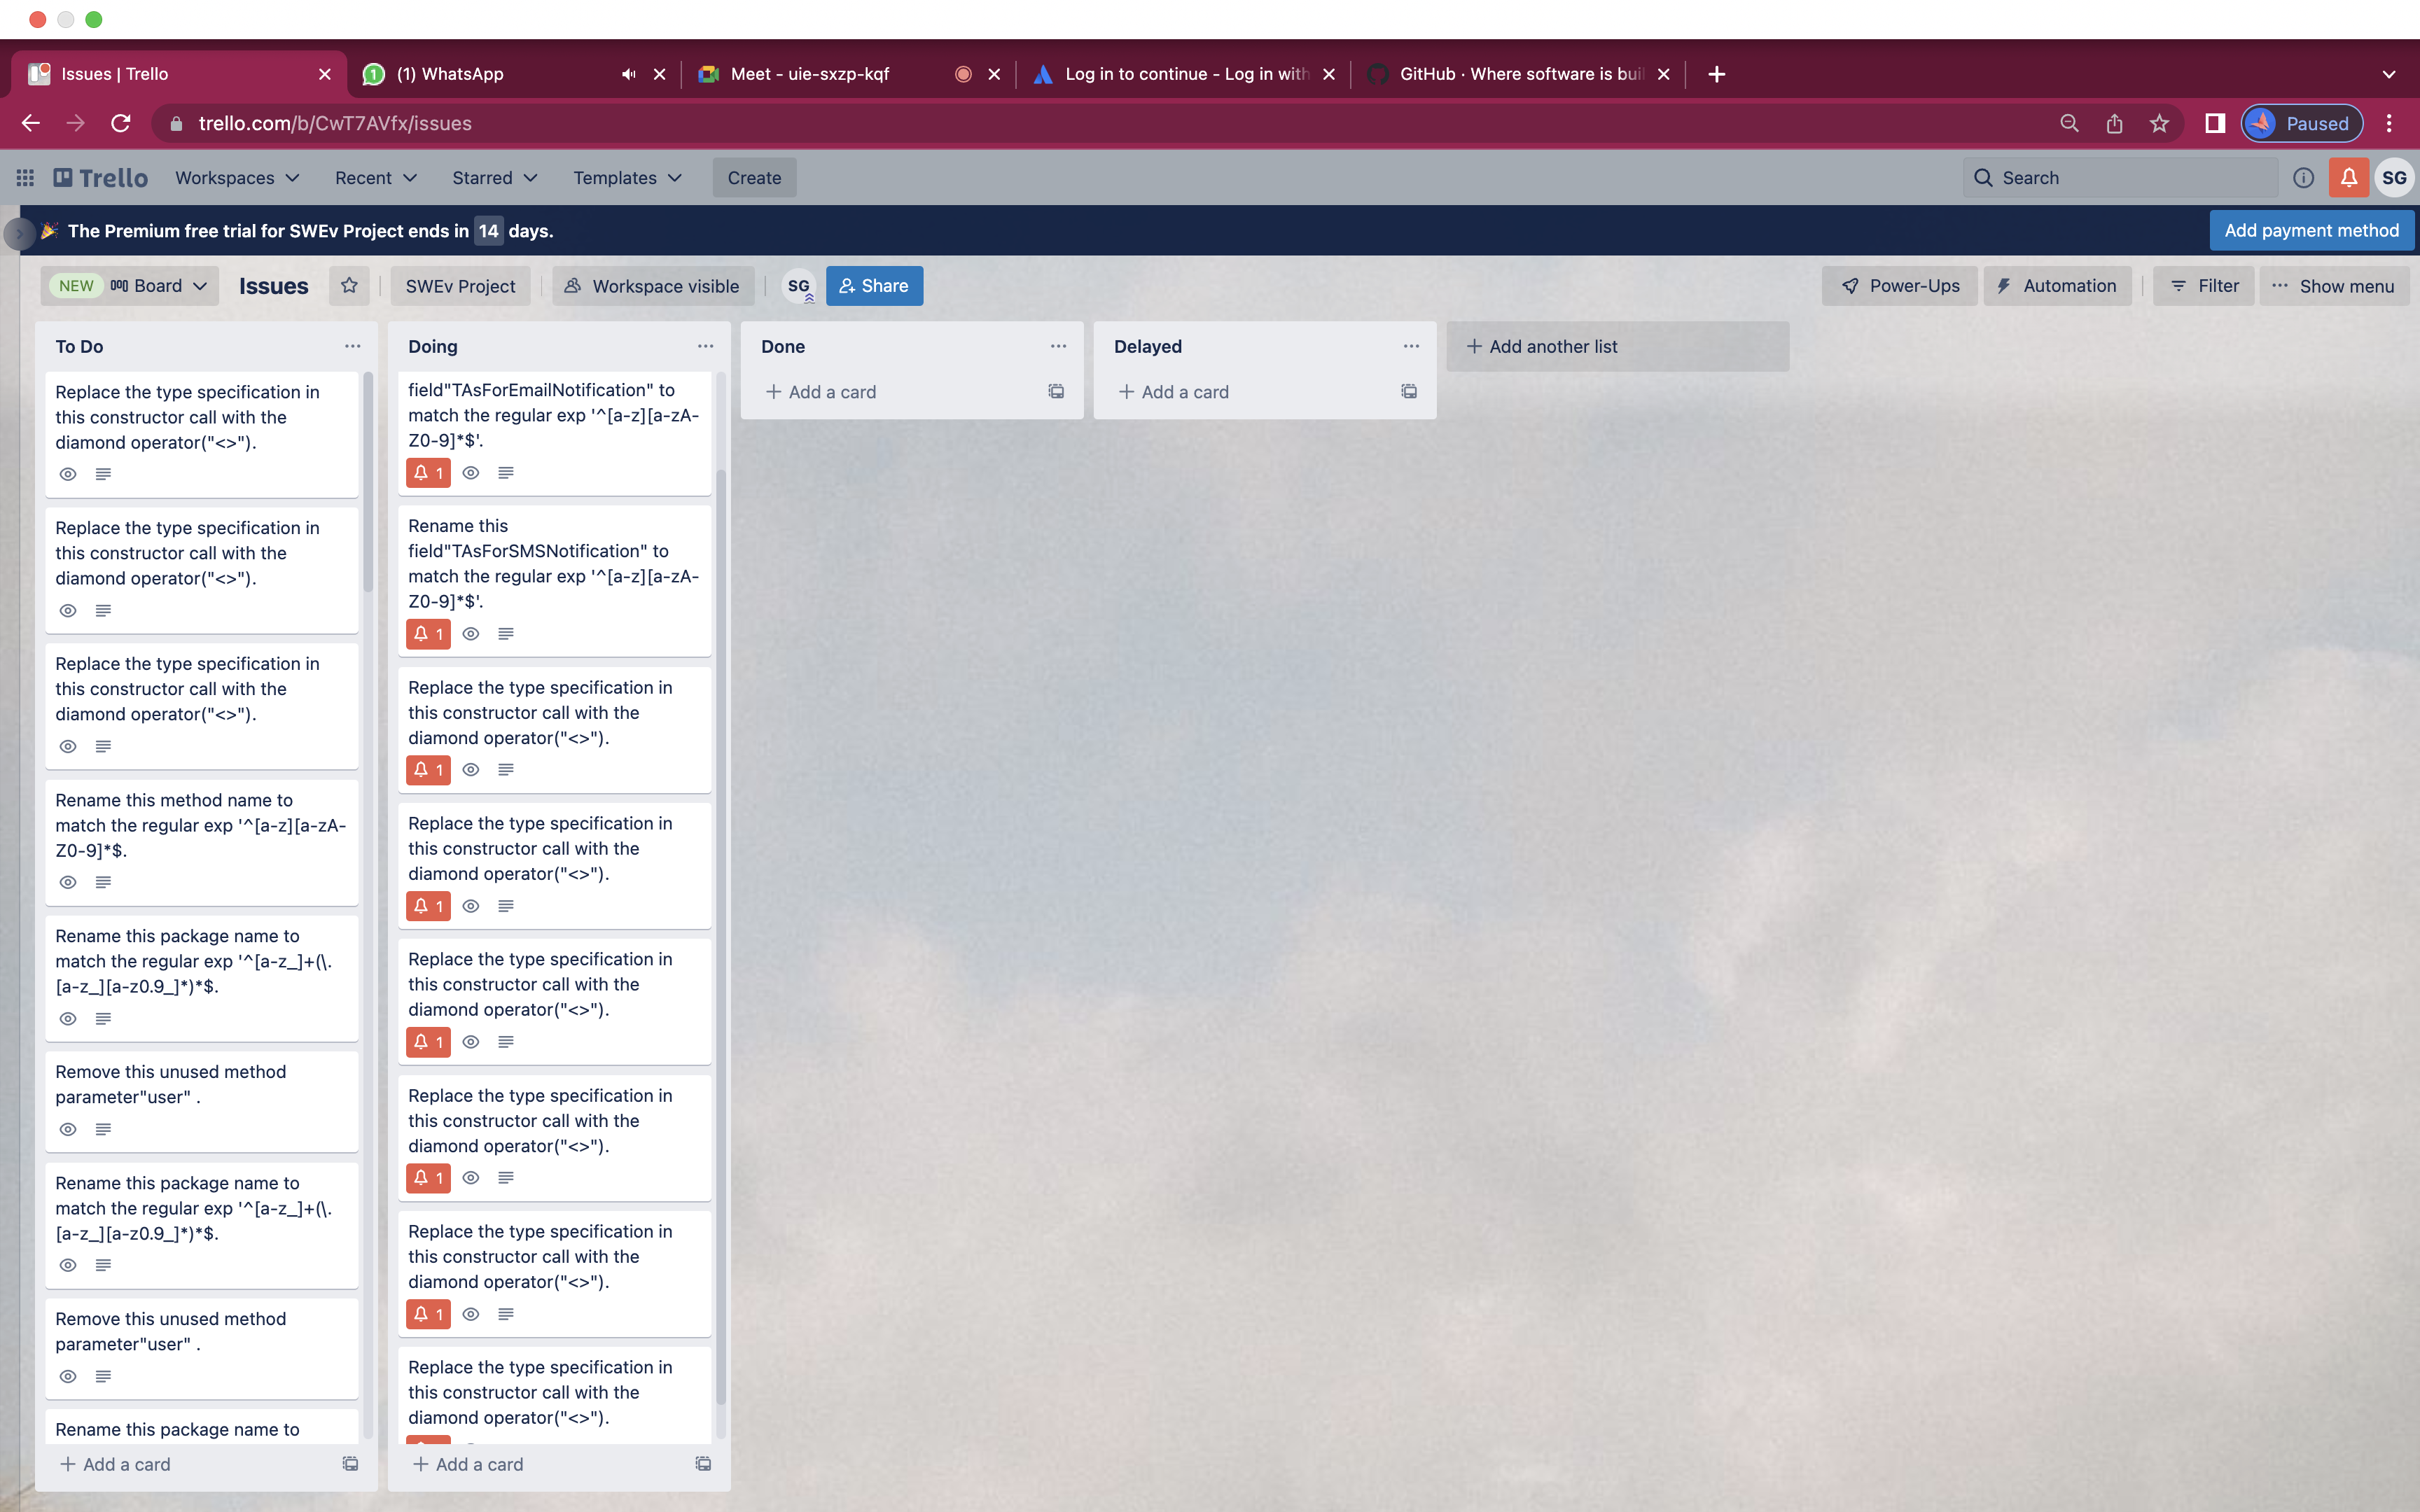 Issues | Trello
(1) WhatsApp
Meet - uie-sxzp-kqf
Log in to continue - Log in with
GitHub · Where software is buil
trello.com/b/CwT7AVfx/issues
Paused
Trello
Workspaces
Recent
Starred
Templates
Create
Search
SG
The Premium free trial for SWEv Project ends in 14 days.
Add payment method
NEW
Board
Issues
SWEv Project
Workspace visible
SG
Share
Power-Ups
Automation
Filter
Show menu
To Do
Replace the type specification in
this constructor call with the
diamond operator("<>").
Replace the type specification in
this constructor call with the
diamond operator("<>").
Replace the type specification in
this constructor call with the
diamond operator("<>").
Rename this method name to
match the regular exp '^[a-z][a-zA-
Z0-9]*$.
Rename this package name to
match the regular exp '^[a-z_]+(\.
[a-z_][a-z0.9_]*)*$.
Remove this unused method
parameter"user" .
Rename this package name to
match the regular exp '^[a-z_]+(\.
[a-z_][a-z0.9_]*)*$.
Remove this unused method
parameter"user" .
Rename this package name to
Add a card
Doing
field"TAsForEmailNotification" to
match the regular exp '^[a-z][a-zA-
Z0-9]*$'.
1
Rename this
field"TAsForSMSNotification" to
match the regular exp '^[a-z][a-zA-
Z0-9]*$'.
1
Replace the type specification in
this constructor call with the
diamond operator("<>").
1
Replace the type specification in
this constructor call with the
diamond operator("<>").
1
Replace the type specification in
this constructor call with the
diamond operator("<>").
1
Replace the type specification in
this constructor call with the
diamond operator("<>").
1
Replace the type specification in
this constructor call with the
diamond operator("<>").
1
Replace the type specification in
this constructor call with the
diamond operator("<>").
Add a card
Done
Add a card
Delayed
Add a card
Add another list